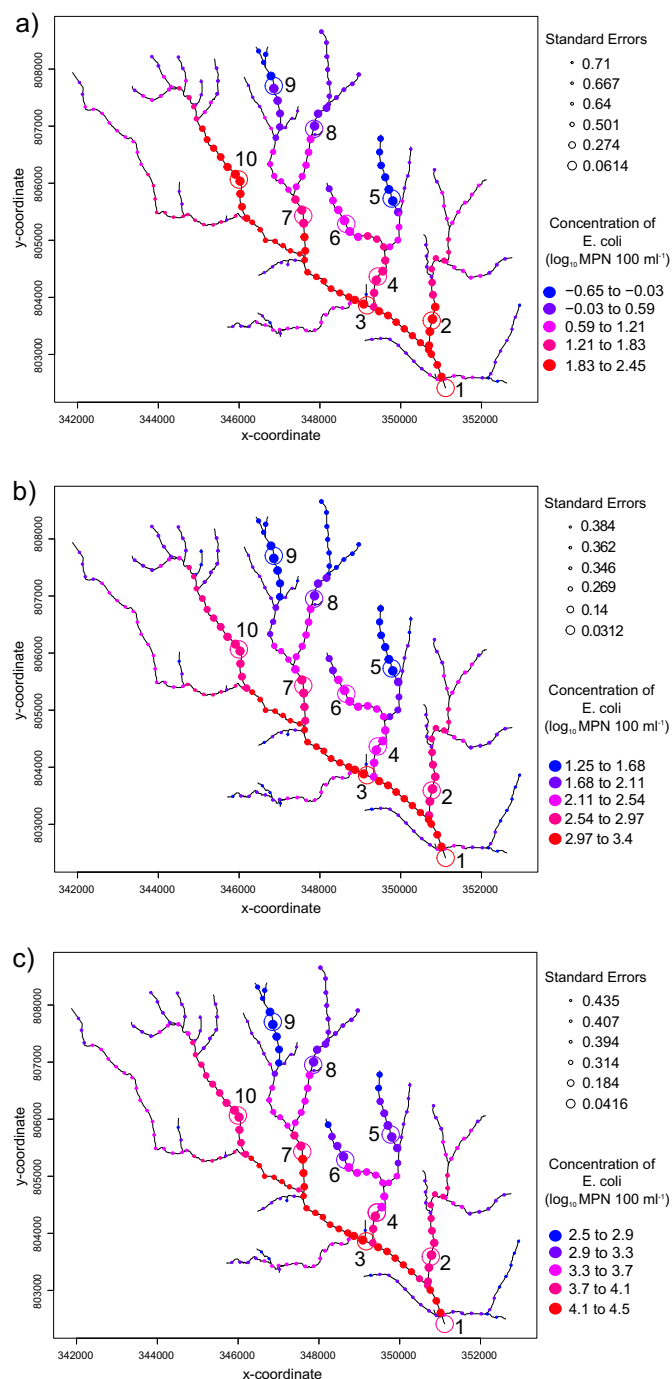 a)
808000
807000
806000
805000
804000
803000
y-coordinate
342000 344000 346000 348000 350000 352000
x-coordinate
9
8
10
5
7
6
4
3
2
1
Standard Errors
0.71
0.667
0.64
0.501
0.274
0.0614
Concentration of
E. coli
(log₁₀ MPN 100 ml⁻¹)
−0.65 to −0.03
−0.03 to 0.59
0.59 to 1.21
1.21 to 1.83
1.83 to 2.45
b)
808000
807000
806000
805000
804000
803000
y-coordinate
342000 344000 346000 348000 350000 352000
x-coordinate
9
8
10
5
7
6
4
3
2
1
Standard Errors
0.384
0.362
0.346
0.269
0.14
0.0312
Concentration of
E. coli
(log₁₀ MPN 100 ml⁻¹)
1.25 to 1.68
1.68 to 2.11
2.11 to 2.54
2.54 to 2.97
2.97 to 3.4
c)
808000
807000
806000
805000
804000
803000
y-coordinate
342000 344000 346000 348000 350000 352000
x-coordinate
9
8
10
5
7
6
4
3
2
1
Standard Errors
0.435
0.407
0.394
0.314
0.184
0.0416
Concentration of
E. coli
(log₁₀ MPN 100 ml⁻¹)
2.5 to 2.9
2.9 to 3.3
3.3 to 3.7
3.7 to 4.1
4.1 to 4.5